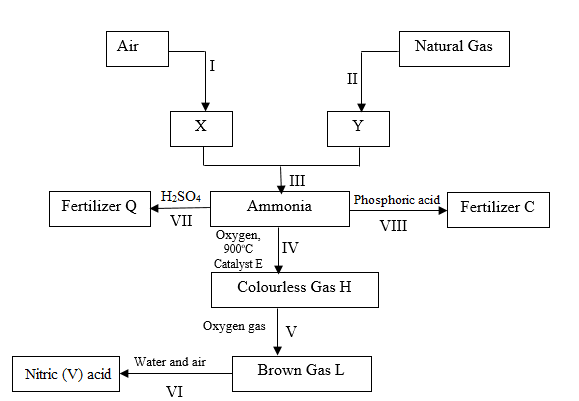 Air
Natural Gas
I
II
X
Y
III
Fertilizer Q
H₂SO₄
VII
Ammonia
Phosphoric acid
VIII
Fertilizer C
Oxygen,
900°C
Catalyst E
IV
Colourless Gas H
Oxygen gas
V
Nitric (V) acid
Water and air
VI
Brown Gas L